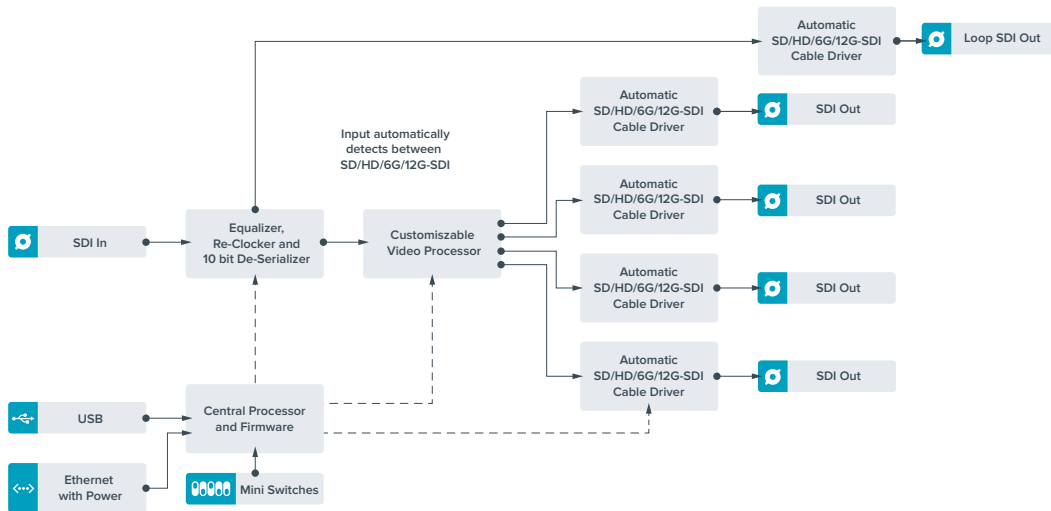 Automatic
SD/HD/6G/12G-SDI
Cable Driver
Loop SDI Out
Automatic
SD/HD/6G/12G-SDI
Cable Driver
SDI Out
Input automatically
detects between
SD/HD/6G/12G-SDI
Automatic
SD/HD/6G/12G-SDI
Cable Driver
SDI Out
SDI In
Equalizer,
Re-Clocker and
10 bit De-Serializer
Customiszable
Video Processor
Automatic
SD/HD/6G/12G-SDI
Cable Driver
SDI Out
Automatic
SD/HD/6G/12G-SDI
Cable Driver
SDI Out
USB
Central Processor
and Firmware
Ethernet
with Power
Mini Switches